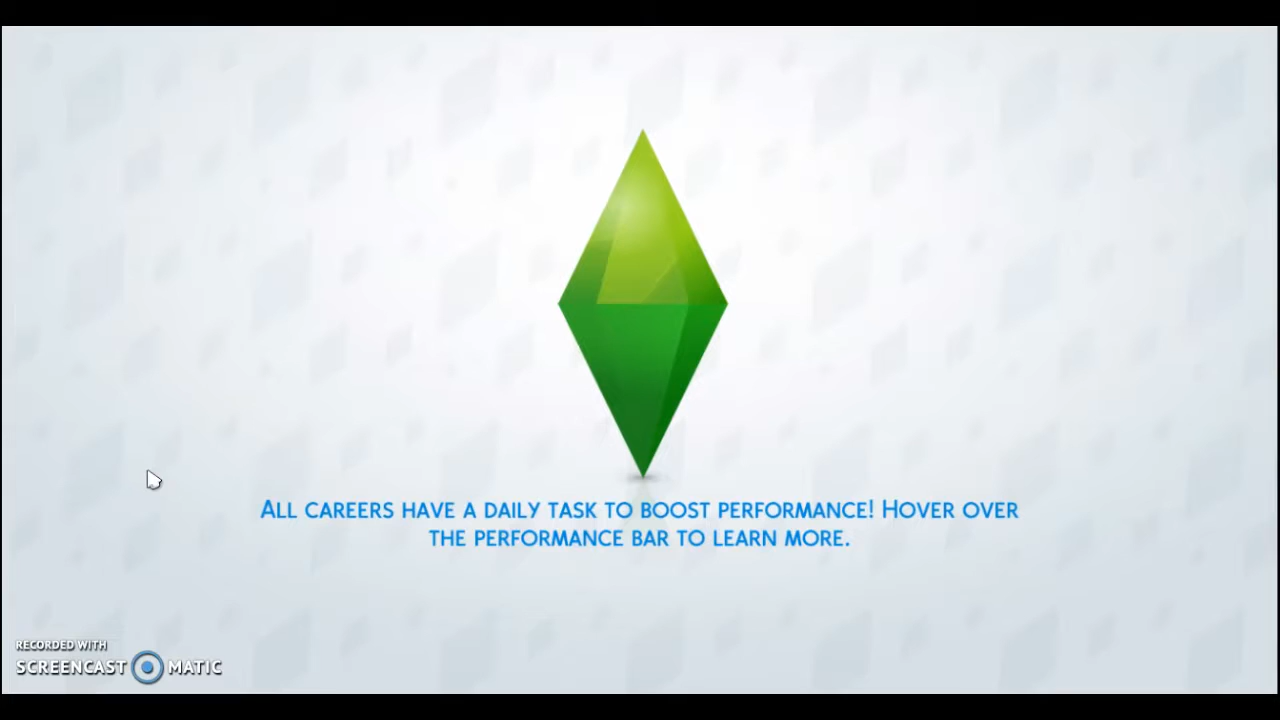 All careers have a daily task to boost performance! Hover over
the performance bar to learn more.
RECORDED WITH
SCREENCAST MATIC